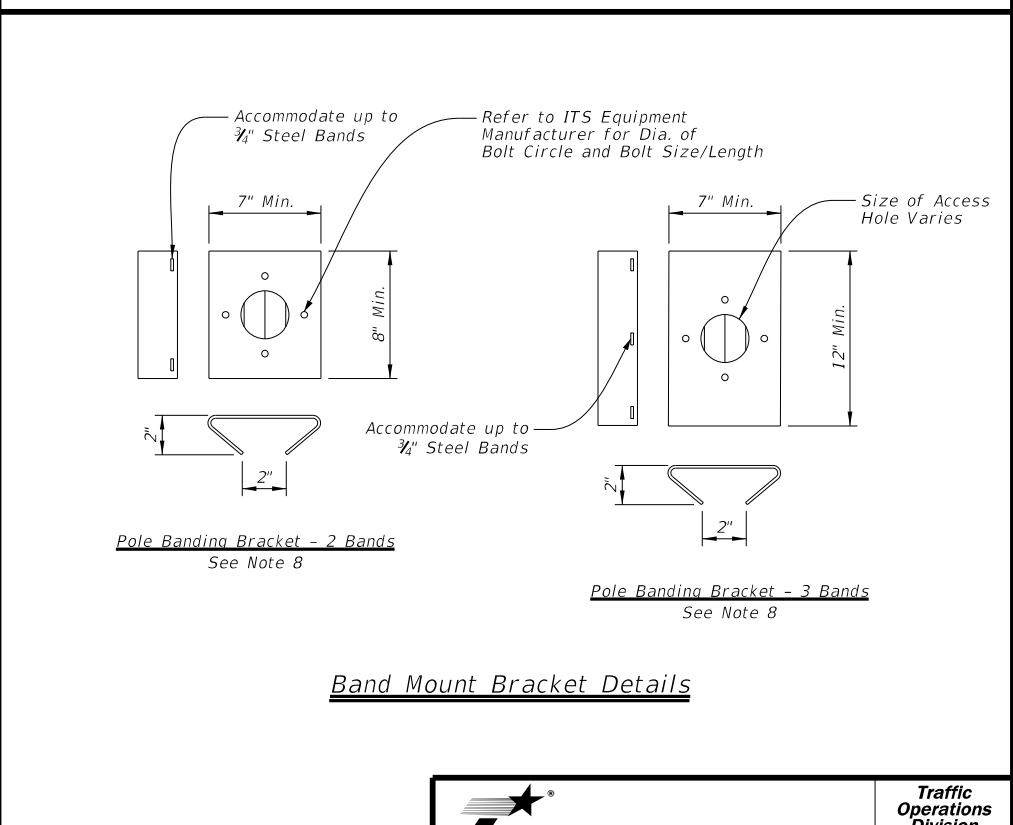 Accommodate up to
3/4" Steel Bands
Refer to ITS Equipment
Manufacturer for Dia. of
Bolt Circle and Bolt Size/Length
7" Min.
7" Min.
Size of Access
Hole Varies
8" Min.
12" Min.
Accommodate up to
3/4" Steel Bands
2"
2"
2"
2"
Pole Banding Bracket – 2 Bands
See Note 8
Pole Banding Bracket – 3 Bands
See Note 8
Band Mount Bracket Details
®
Traffic
Operations
Division